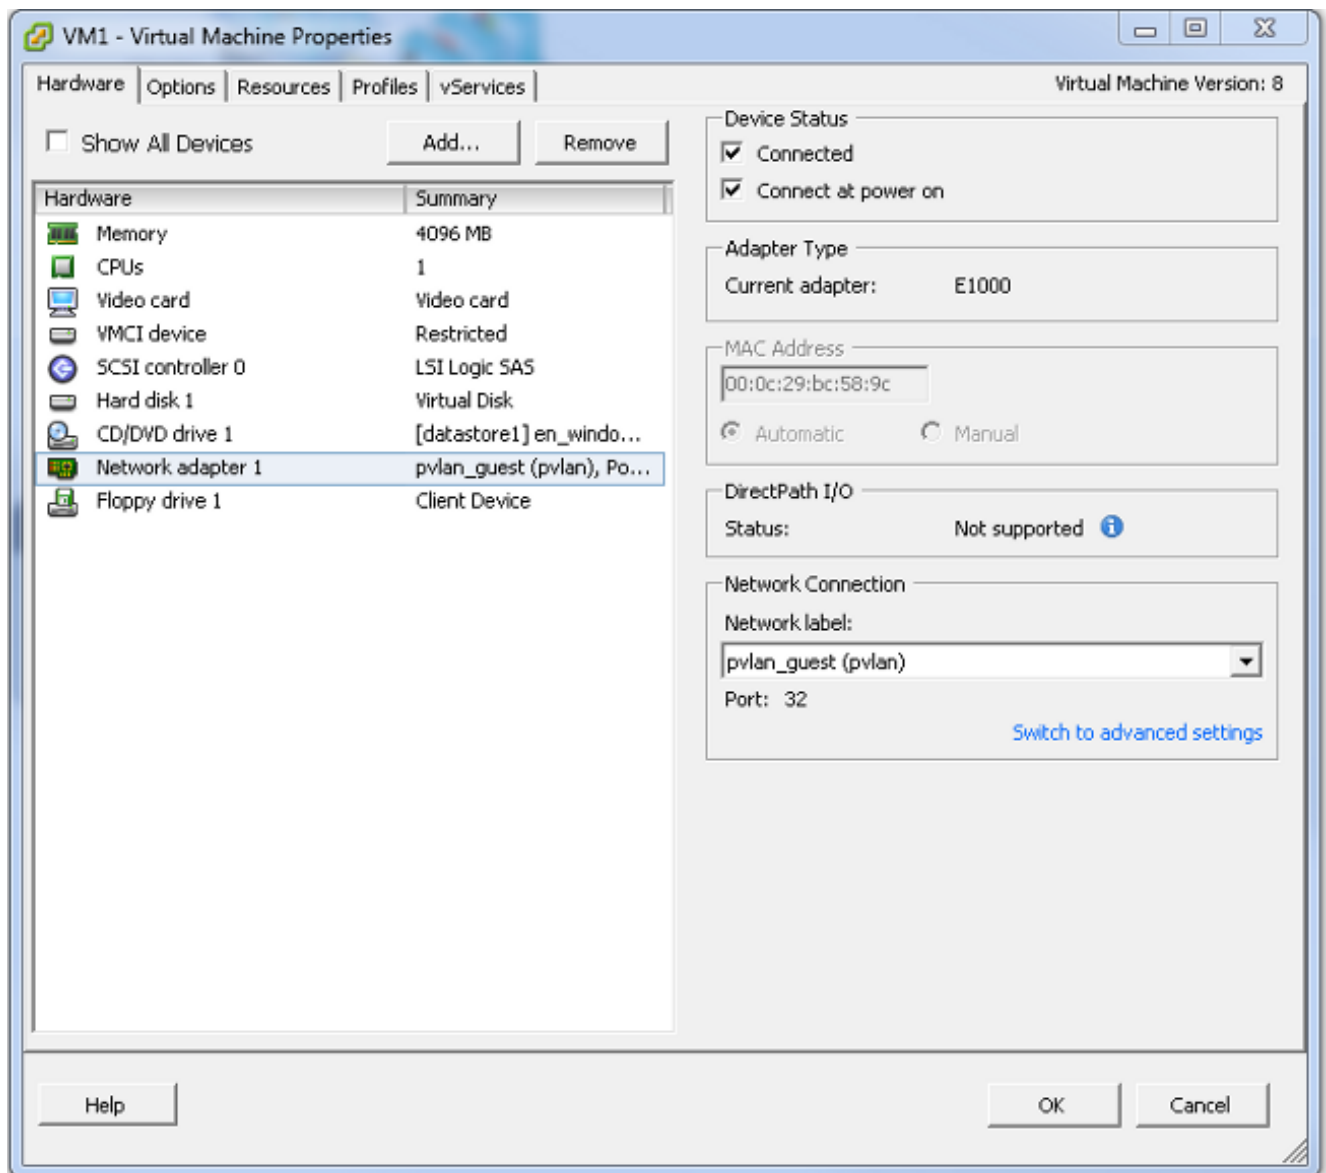 VM1 - Virtual Machine Properties
Hardware Options Resources Profiles vServices
Virtual Machine Version: 8
Show All Devices
Add...
Remove
Hardware Summary
Memory 4096 MB
CPUs 1
Video card Video card
VMCI device Restricted
SCSI controller 0 LSI Logic SAS
Hard disk 1 Virtual Disk
CD/DVD drive 1 [datastore1] en_windo...
Network adapter 1 pvlan_guest (pvlan), Po...
Floppy drive 1 Client Device
Device Status
Connected
Connect at power on
Adapter Type
Current adapter: E1000
MAC Address
00:0c:29:bc:58:9c
Automatic Manual
DirectPath I/O
Status: Not supported
Network Connection
Network label:
pvlan_guest (pvlan)
Port: 32
Switch to advanced settings
Help
OK
Cancel